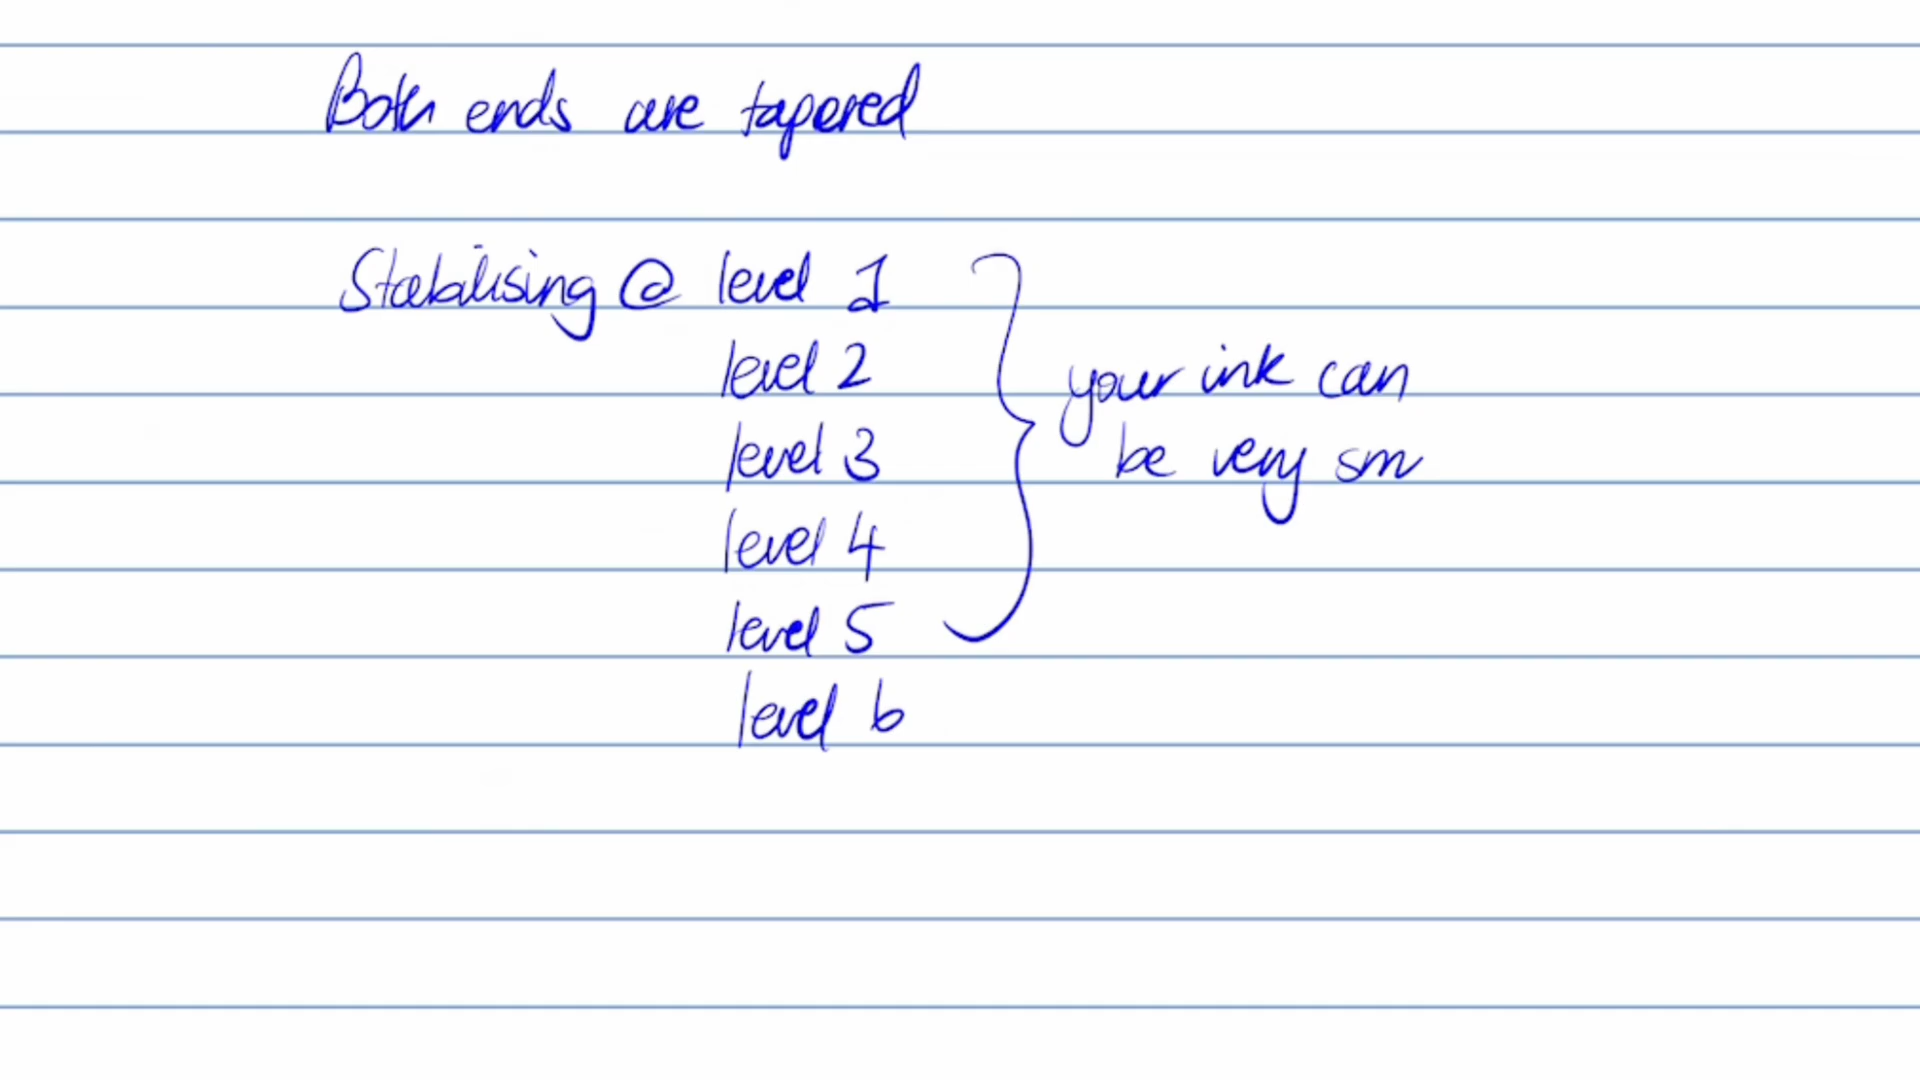 Both ends are tapered
Stabilising @ level 1
level 2
your ink can
level 3
be very sm
level 4
level 5
level 6